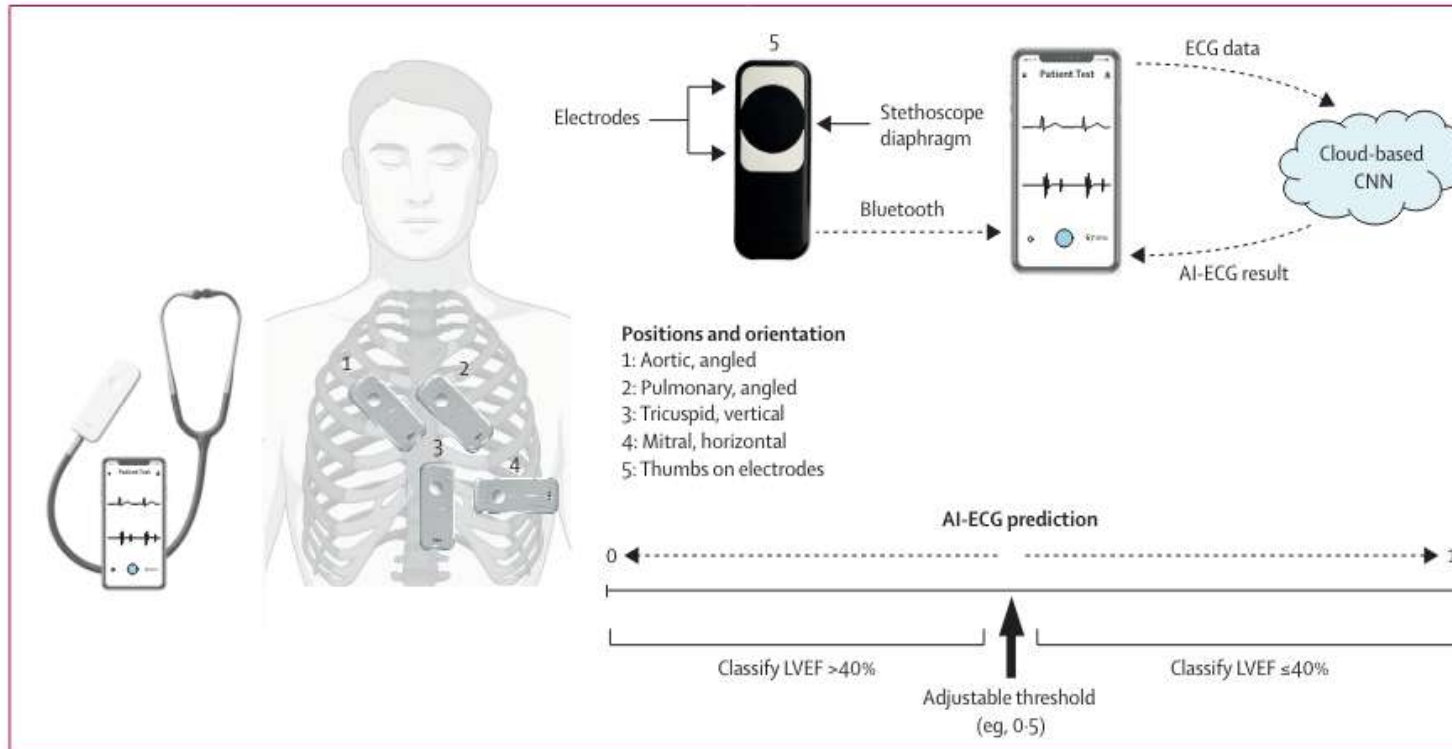 5
Electrodes
Stethoscope
diaphragm
Bluetooth
Patient Test
ECG data
Cloud-based
CNN
AI-ECG result
1
2
3
4
Patient Test
Positions and orientation
1: Aortic, angled
2: Pulmonary, angled
3: Tricuspid, vertical
4: Mitral, horizontal
5: Thumbs on electrodes
AI-ECG prediction
0
1
Classify LVEF >40%
Classify LVEF ≤40%
Adjustable threshold
(eg, 0·5)